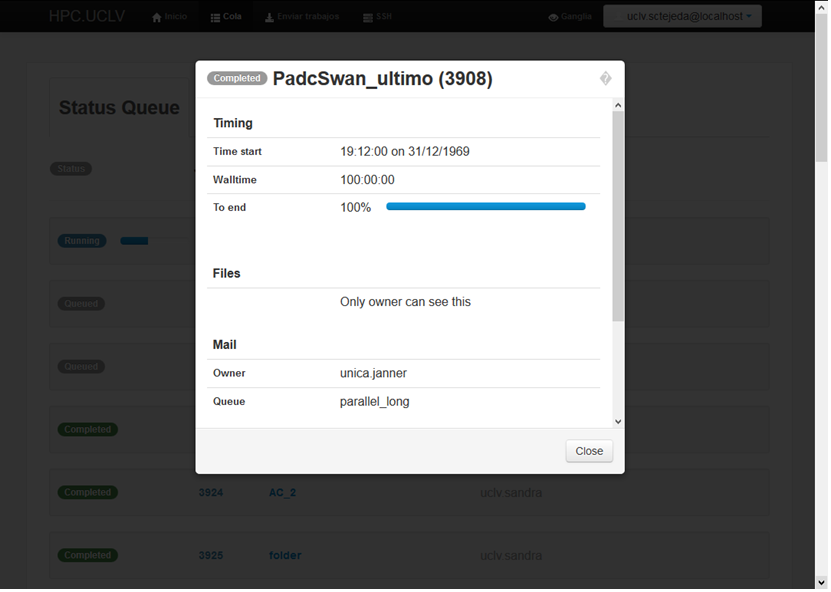 HPC.UCLV Inicio Cola Enviar trabajos SSH Ganglia uclv.sctejeda@localhost
Completed PadcSwan_ultimo (3908) ?
Timing
Time start 19:12:00 on 31/12/1969
Walltime 100:00:00
To end 100%
Files
Only owner can see this
Mail
Owner unica.janner
Queue parallel_long
Close
Status Queue
Status
Running
Queued
Queued
Completed
Completed 3924 AC_2 uclv.sandra
Completed 3925 folder uclv.sandra